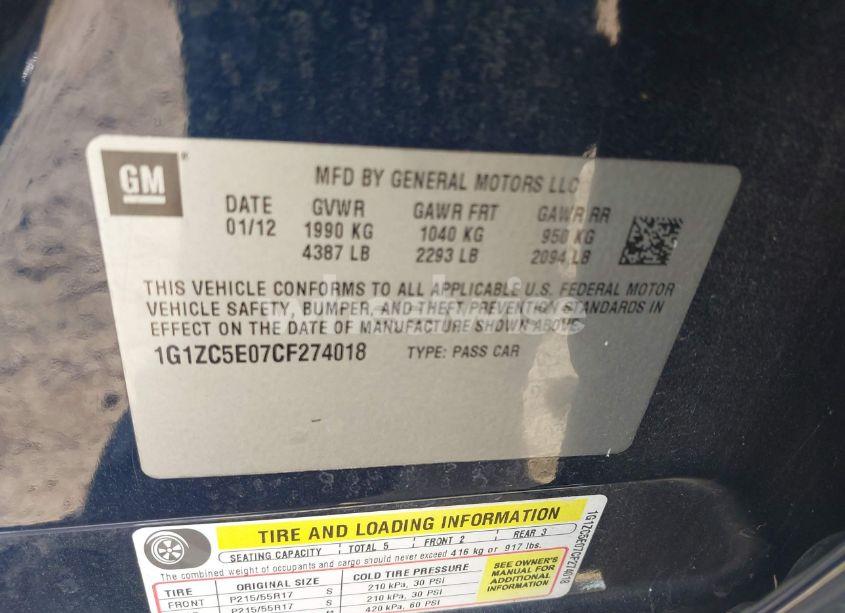 GM
MFD BY GENERAL MOTORS LLC
DATE GVWR GAWR FRT GAWR RR
01/12 1990 KG 1040 KG 950 KG
4387 LB 2293 LB 2094 LB
THIS VEHICLE CONFORMS TO ALL APPLICABLE U.S. FEDERAL MOTOR
VEHICLE SAFETY, BUMPER, AND THEFT PREVENTION STANDARDS IN
EFFECT ON THE DATE OF MANUFACTURE SHOWN ABOVE.
1G1ZC5E07CF274018 TYPE: PASS CAR
TIRE AND LOADING INFORMATION
SEATING CAPACITY TOTAL 5 FRONT 2 REAR 3
The combined weight of occupants and cargo should never exceed 416 kg or 917 lbs.
TIRE ORIGINAL SIZE COLD TIRE PRESSURE
FRONT P215/55R17 S 210 kPa, 30 PSI
P215/55R17 S 210 kPa, 30 PSI
420 kPa, 60 PSI
SEE OWNER'S
MANUAL FOR
ADDITIONAL
INFORMATION
1G1ZC5E07CF274018